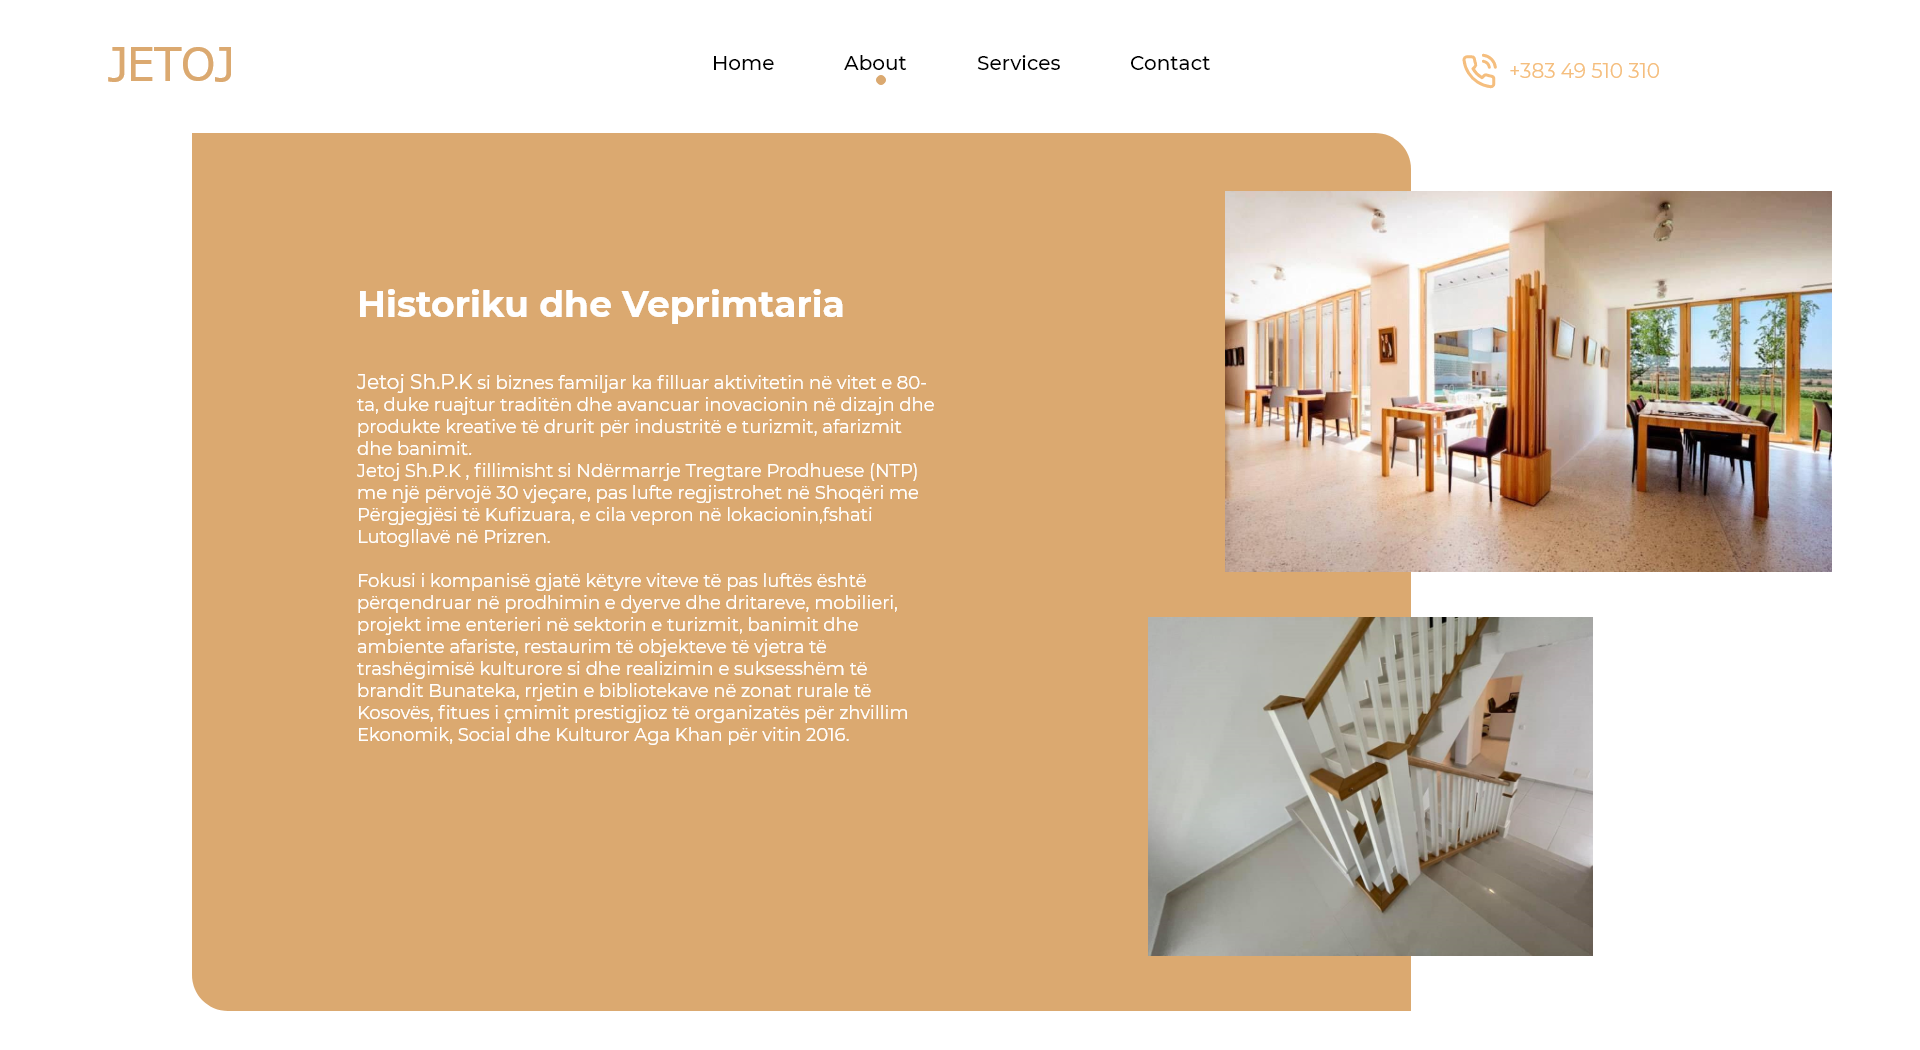 JETOJ
Home
About
Services
Contact
+383 49 510 310
Historiku dhe Veprimtaria
Jetoj Sh.P.K si biznes familjar ka filluar aktivitetin në vitet e 80-
ta, duke ruajtur traditën dhe avancuar inovacionin në dizajn dhe
produkte kreative të drurit për industritë e turizmit, afarizmit
dhe banimit.
Jetoj Sh.P.K , fillimisht si Ndërmarrje Tregtare Prodhuese (NTP)
me një përvojë 30 vjeçare, pas lufte regjistrohet në Shoqëri me
Përgjegjësi të Kufizuara, e cila vepron në lokacionin,fshati
Lutogllavë në Prizren.
Fokusi i kompanisë gjatë këtyre viteve të pas luftës është
përqendruar në prodhimin e dyerve dhe dritareve, mobilieri,
projekt ime enterieri në sektorin e turizmit, banimit dhe
ambiente afariste, restaurim të objekteve të vjetra të
trashëgimisë kulturore si dhe realizimin e suksesshëm të
brandit Bunateka, rrjetin e bibliotekave në zonat rurale të
Kosovës, fitues i çmimit prestigjioz të organizatës për zhvillim
Ekonomik, Social dhe Kulturor Aga Khan për vitin 2016.